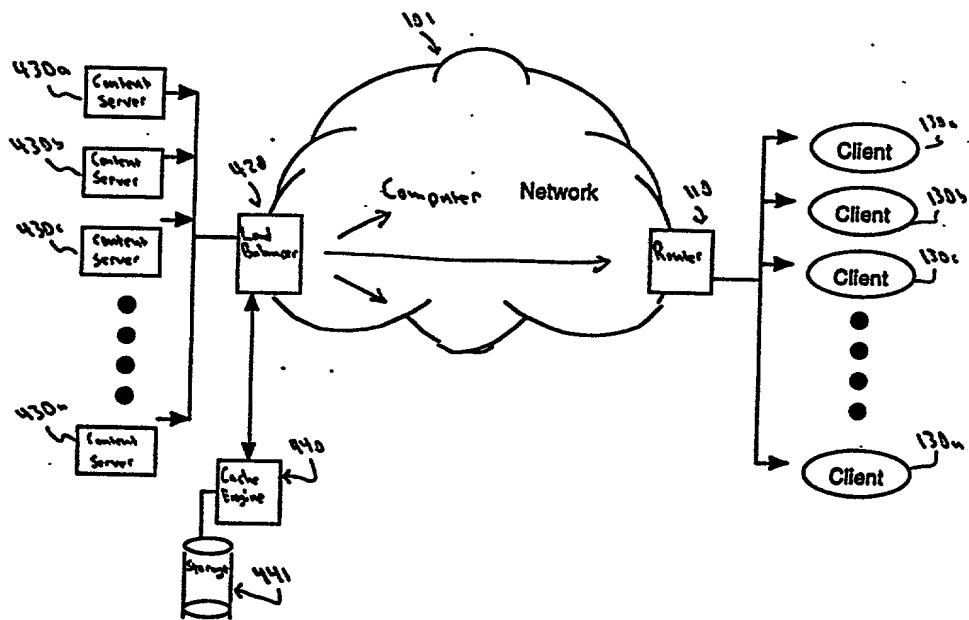 101
430a
Content
Server
430b
Content
Server
430c
Content
Server
430n
Content
Server
420
Load
Balancer
Computer Network
110
Router
Client
130a
Client
130b
Client
130c
Client
130n
Cache
Engine
440
Storage
441